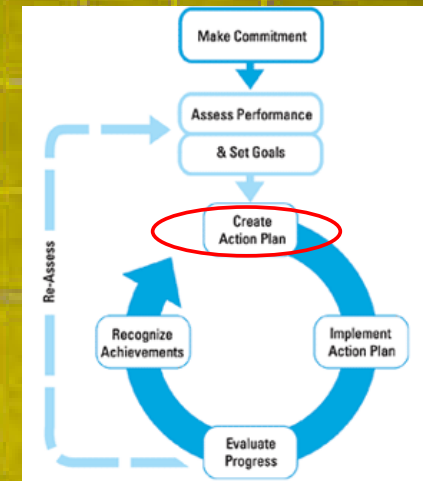 Make Commitment
Assess Performance
& Set Goals
Create
Action Plan
Re-Assess
Recognize
Achievements
Implement
Action Plan
Evaluate
Progress